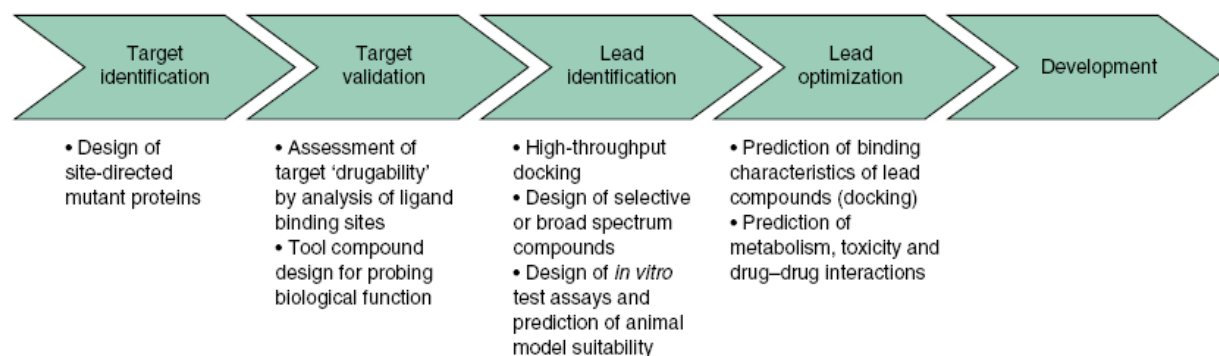 Target
identification
Target
validation
Lead
identification
Lead
optimization
Development
• Design of
site-directed
mutant proteins
• Assessment of
target ‘drugability’
by analysis of ligand
binding sites
• Tool compound
design for probing
biological function
• High-throughput
docking
• Design of selective
or broad spectrum
compounds
• Design of in vitro
test assays and
prediction of animal
model suitability
• Prediction of binding
characteristics of lead
compounds (docking)
• Prediction of
metabolism, toxicity and
drug–drug interactions